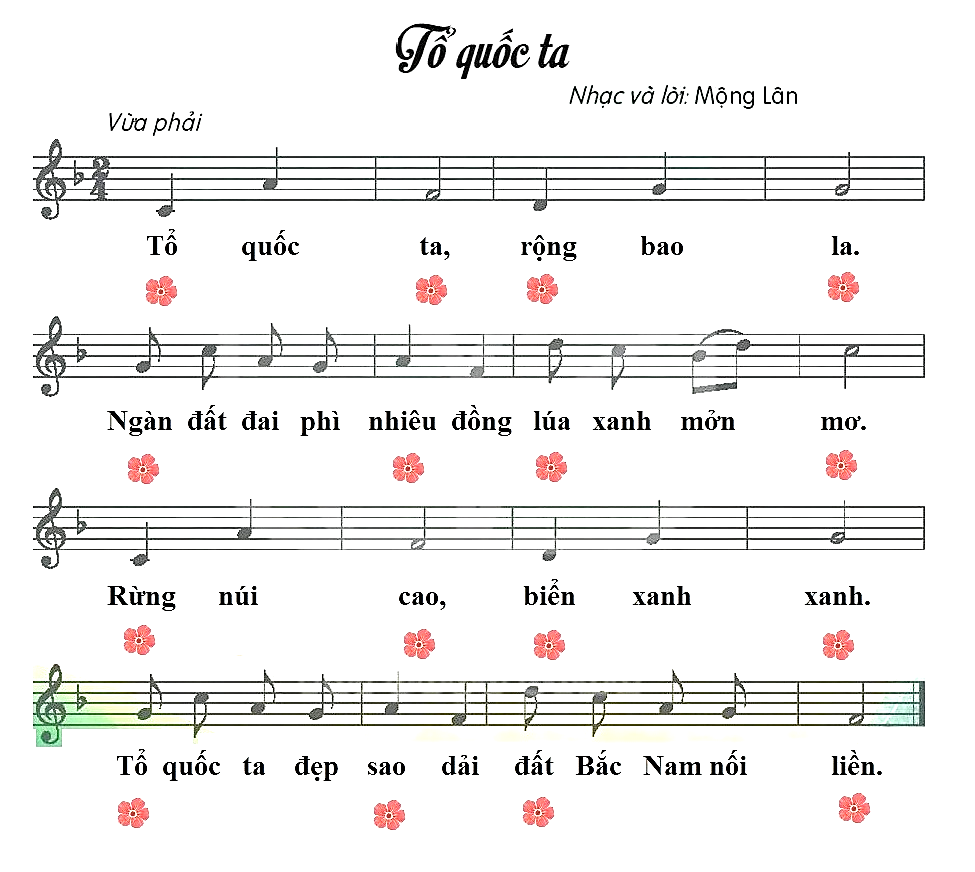 Tổ quốc ta
Nhạc và lời: Mộng Lân
Vừa phải
2
4
Tổ quốc ta, rộng bao la.
Ngàn đất đai phì nhiêu đồng lúa xanh mởn mơ.
Rừng núi cao, biển xanh xanh.
Tổ quốc ta đẹp sao dải đất Bắc Nam nối liền.